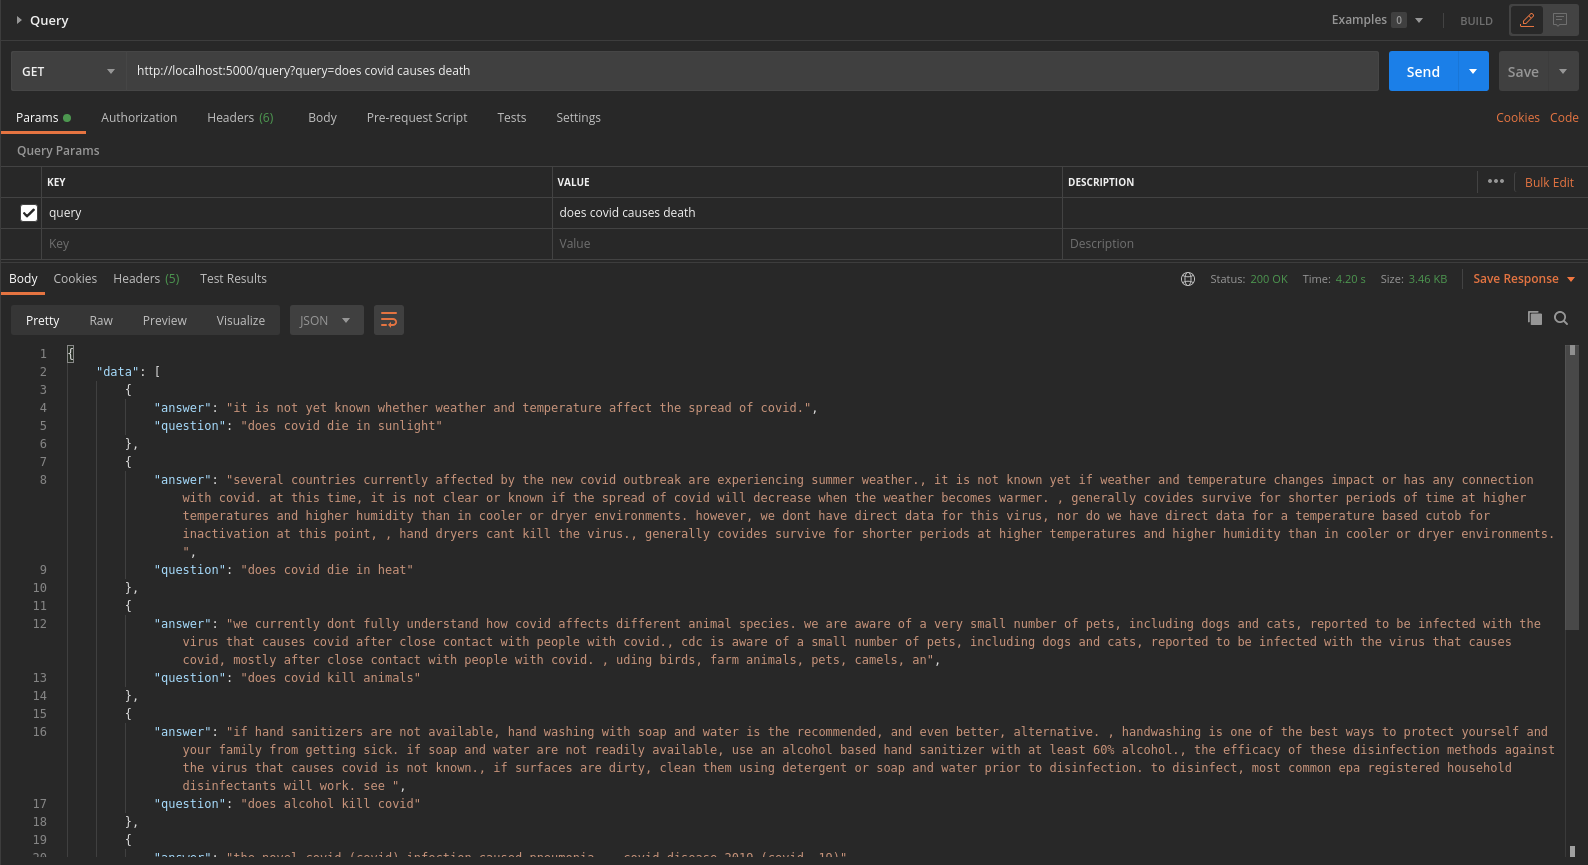 Query
Examples 0
BUILD
GET
http://localhost:5000/query?query=does covid causes death
Send
Save
Params
Authorization
Headers (6)
Body
Pre-request Script
Tests
Settings
Cookies Code
Query Params
KEY VALUE DESCRIPTION ••• Bulk Edit
query does covid causes death
Key Value Description
Body Cookies Headers (5) Test Results
Status: 200 OK Time: 4.20 s Size: 3.46 KB Save Response
Pretty Raw Preview Visualize JSON
1 {
2 "data": [
3 {
4 "answer": "it is not yet known whether weather and temperature affect the spread of covid.",
5 "question": "does covid die in sunlight"
6 },
7 {
8 "answer": "several countries currently affected by the new covid outbreak are experiencing summer weather., it is not known yet if weather and temperature changes impact or has any connection
with covid. at this time, it is not clear or known if the spread of covid will decrease when the weather becomes warmer. , generally covides survive for shorter periods of time at higher
temperatures and higher humidity than in cooler or dryer environments. however, we dont have direct data for this virus, nor do we have direct data for a temperature based cutob for
inactivation at this point, , hand dryers cant kill the virus., generally covides survive for shorter periods at higher temperatures and higher humidity than in cooler or dryer environments.
",
9 "question": "does covid die in heat"
10 },
11 {
12 "answer": "we currently dont fully understand how covid affects different animal species. we are aware of a very small number of pets, including dogs and cats, reported to be infected with the
virus that causes covid after close contact with people with covid., cdc is aware of a small number of pets, including dogs and cats, reported to be infected with the virus that causes
covid, mostly after close contact with people with covid. , uding birds, farm animals, pets, camels, an",
13 "question": "does covid kill animals"
14 },
15 {
16 "answer": "if hand sanitizers are not available, hand washing with soap and water is the recommended, and even better, alternative. , handwashing is one of the best ways to protect yourself and
your family from getting sick. if soap and water are not readily available, use an alcohol based hand sanitizer with at least 60% alcohol., the efficacy of these disinfection methods against
the virus that causes covid is not known., if surfaces are dirty, clean them using detergent or soap and water prior to disinfection. to disinfect, most common epa registered household
disinfectants will work. see ",
17 "question": "does alcohol kill covid"
18 },
19 {
20 "answer": "the novel covid (covid) infection caused pneumonia